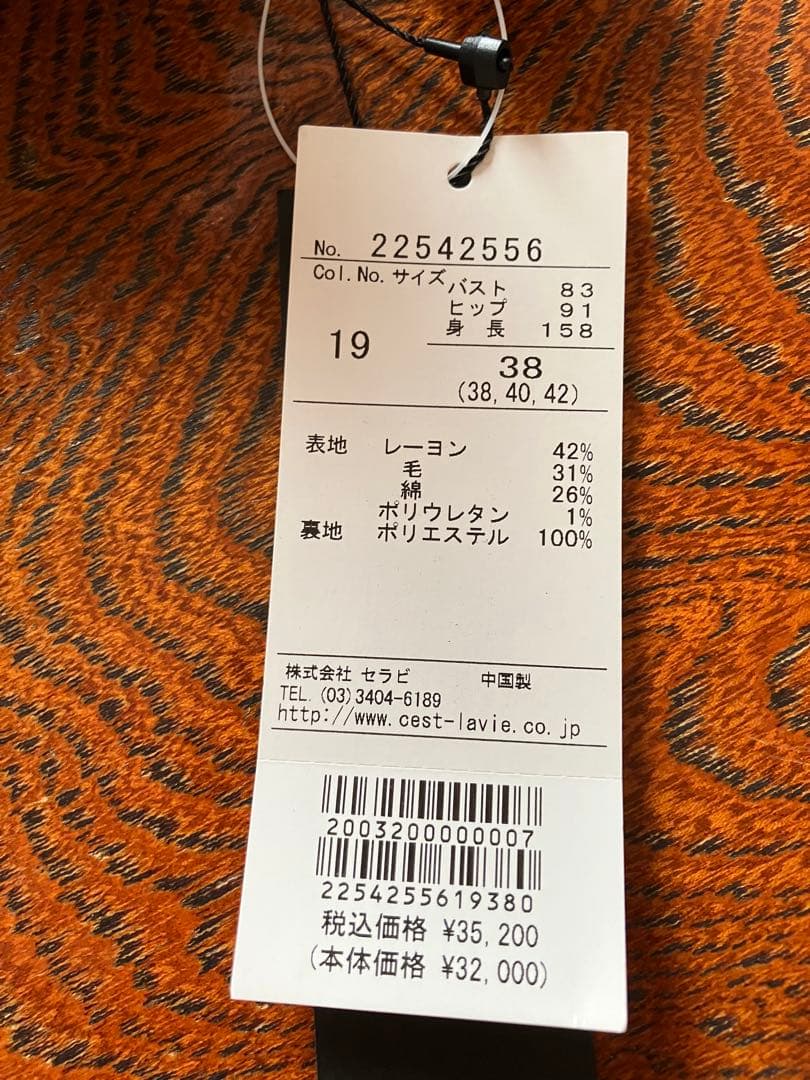 No. 22542556
Col.No. サイズ バスト 83
ヒップ 91
身長 158
19
38
(38,40,42)
表地 レーヨン 42%
毛 31%
綿 26%
ポリウレタン 1%
裏地 ポリエステル 100%
株式会社 セラビ 中国製
TEL.(03)3404-6189
http://www.cest-lavie.co.jp
2003200000007
2254255619380
税込価格 ¥35,200
(本体価格 ¥32,000)